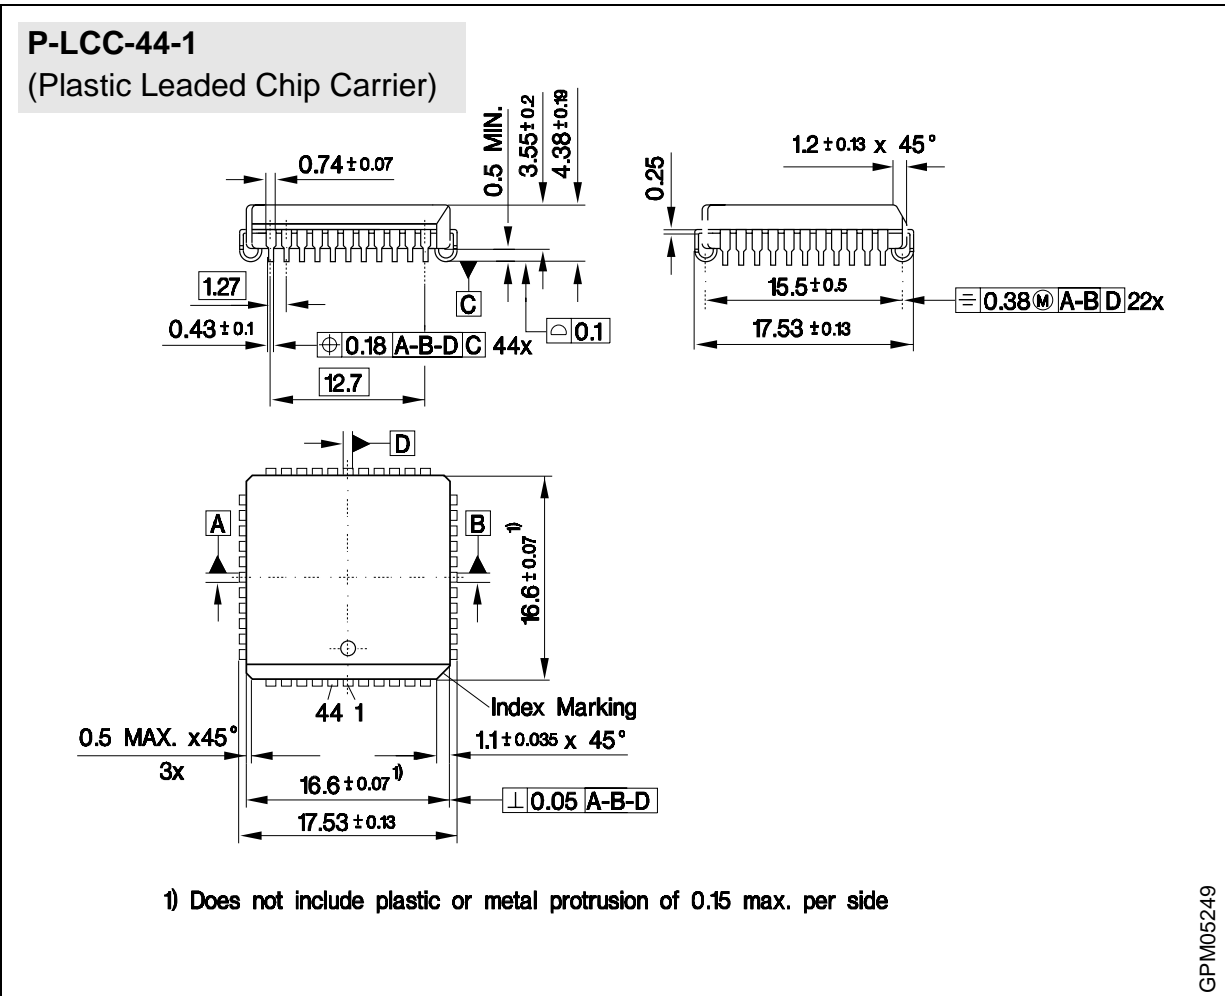 P-LCC-44-1
(Plastic Leaded Chip Carrier)
0.74 ± 0.07
0.5 MIN.
3.55 ± 0.2
4.38 ± 0.19
1.27
C
0.43 ± 0.1
0.18 A-B-D C 44x
0.1
12.7
1.2 ± 0.13 x 45°
0.25
15.5 ± 0.5
0.38 Ⓜ A-B D 22x
17.53 ± 0.13
D
A
B
16.6 ± 0.07 1)
44 1
Index Marking
0.5 MAX. x45°
3x
1.1 ± 0.035 x 45°
16.6 ± 0.07 1)
⊥ 0.05 A-B-D
17.53 ± 0.13
1) Does not include plastic or metal protrusion of 0.15 max. per side
GPM05249